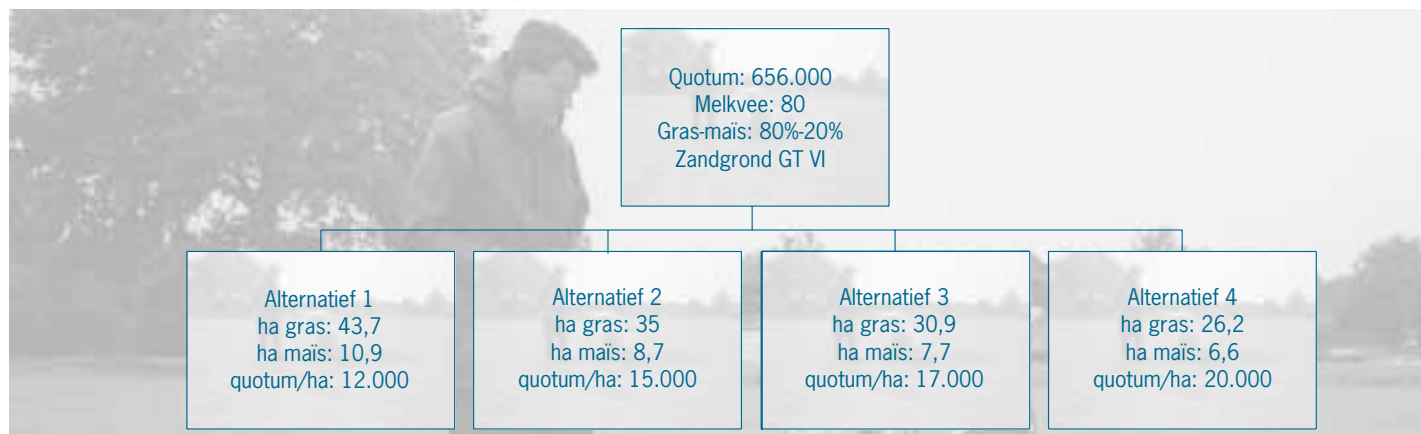 Quotum: 656.000
Melkvee: 80
Gras-maïs: 80%-20%
Zandgrond GT VI
Alternatief 1
ha gras: 43,7
ha maïs: 10,9
quotum/ha: 12.000
Alternatief 2
ha gras: 35
ha maïs: 8,7
quotum/ha: 15.000
Alternatief 3
ha gras: 30,9
ha maïs: 7,7
quotum/ha: 17.000
Alternatief 4
ha gras: 26,2
ha maïs: 6,6
quotum/ha: 20.000